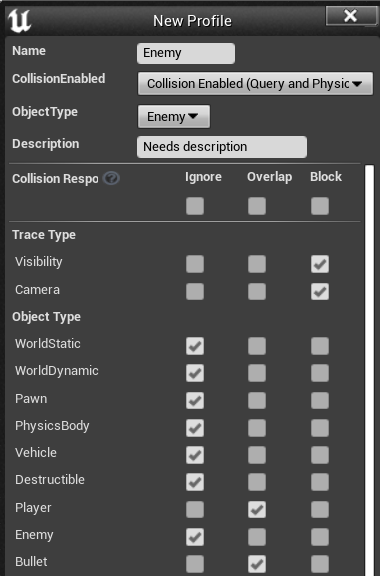 New Profile
Name Enemy
CollisionEnabled Collision Enabled (Query and Physic
ObjectType Enemy
Description Needs description
Collision Respo ? Ignore Overlap Block
Trace Type
Visibility
Camera
Object Type
WorldStatic
WorldDynamic
Pawn
PhysicsBody
Vehicle
Destructible
Player
Enemy
Bullet